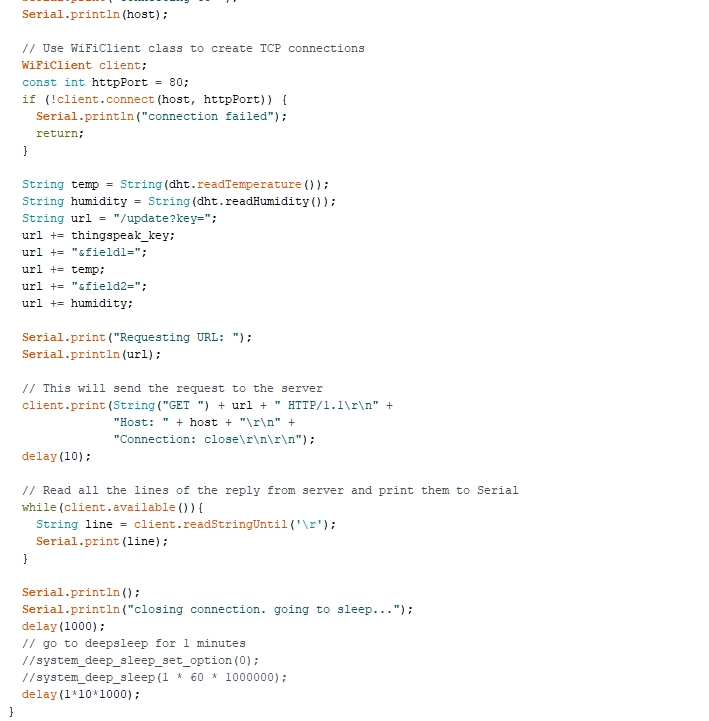 Serial.println(host);
// Use WiFiClient class to create TCP connections
WiFiClient client;
const int httpPort = 80;
if (!client.connect(host, httpPort)) {
Serial.println("connection failed");
return;
}
String temp = String(dht.readTemperature());
String humidity = String(dht.readHumidity());
String url = "/update?key=";
url += thingspeak_key;
url += "&field1=";
url += temp;
url += "&field2=";
url += humidity;
Serial.print("Requesting URL: ");
Serial.println(url);
// This will send the request to the server
client.print(String("GET ") + url + " HTTP/1.1\r\n" +
"Host: " + host + "\r\n" +
"Connection: close\r\n\r\n");
delay(10);
// Read all the lines of the reply from server and print them to Serial
while(client.available()){
String line = client.readStringUntil('\r');
Serial.print(line);
}
Serial.println();
Serial.println("closing connection. going to sleep...");
delay(1000);
// go to deepsleep for 1 minutes
//system_deep_sleep_set_option(0);
//system_deep_sleep(1 * 60 * 1000000);
delay(1*10*1000);
}